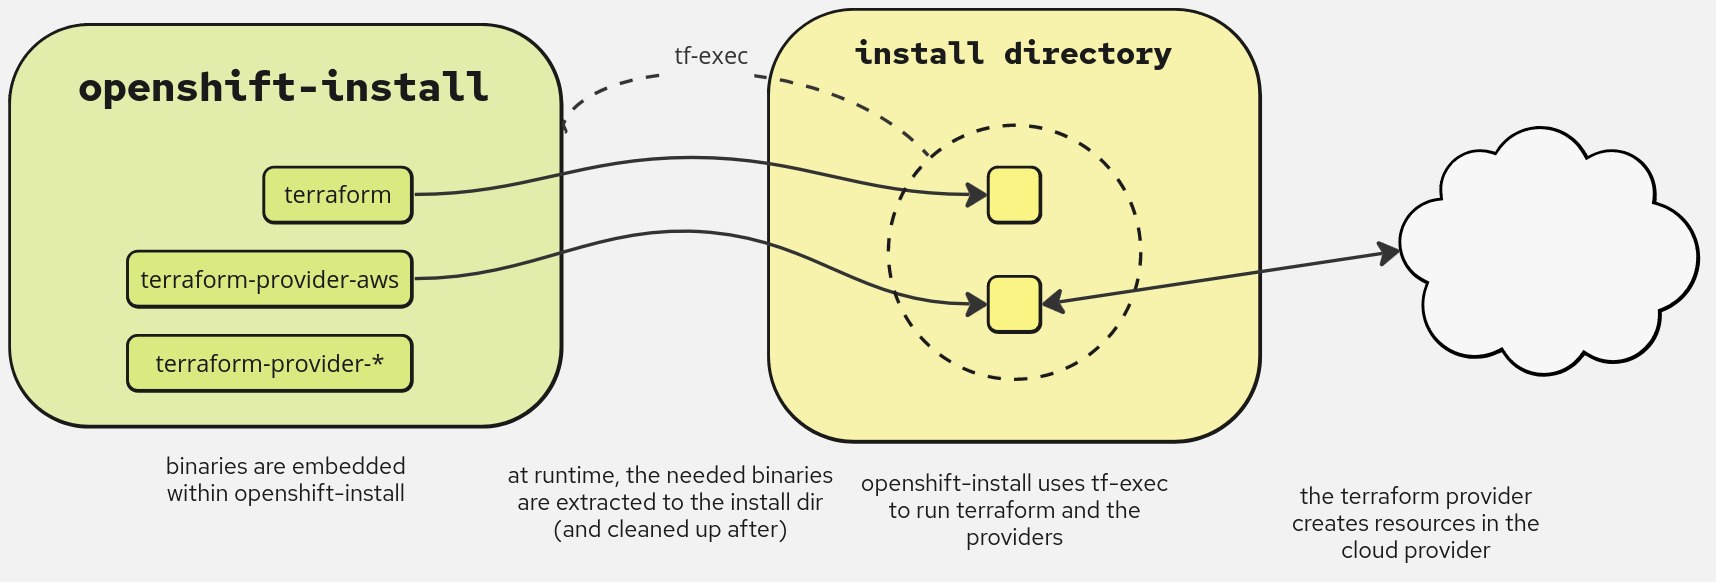 openshift-install
terraform
terraform-provider-aws
terraform-provider-*
tf-exec
install directory
binaries are embedded
within openshift-install
at runtime, the needed binaries
are extracted to the install dir
(and cleaned up after)
openshift-install uses tf-exec
to run terraform and the
providers
the terraform provider
creates resources in the
cloud provider